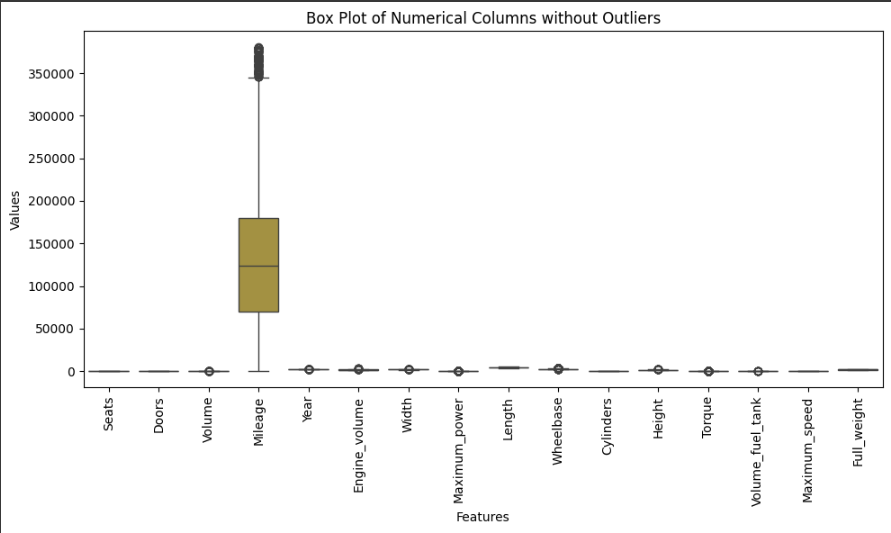 Box Plot of Numerical Columns without Outliers
350000
300000
250000
200000
150000
100000
50000
0
Values
Seats
Doors
Volume
Mileage
Year
Engine_volume
Width
Maximum_power
Length
Wheelbase
Cylinders
Height
Torque
Volume_fuel_tank
Maximum_speed
Full_weight
Features